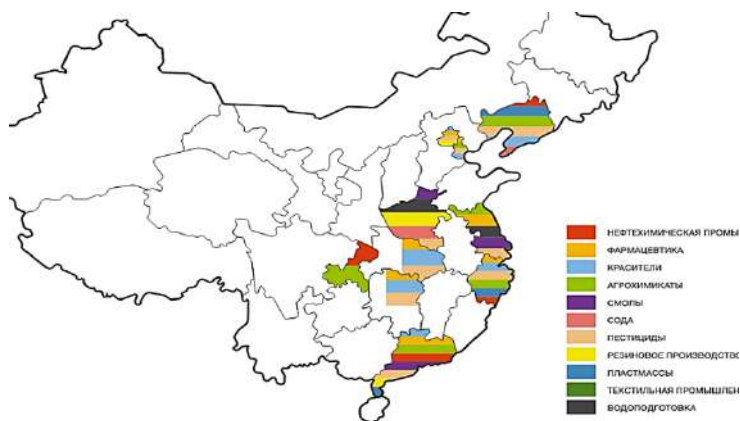 НЕФТЕХИМИЧЕСКАЯ ПРОМЫ
ФАРМАЦЕВТИКА
КРАСИТЕЛИ
АГРОХИМИКАТЫ
СМОЛЫ
СОДА
ПЕСТИЦИДЫ
РЕЗИНОВОЕ ПРОИЗВОДСТВО
ПЛАСТМАССЫ
ТЕКСТИЛЬНАЯ ПРОМЫШЛЕН
ВОДОПОДГОТОВКА